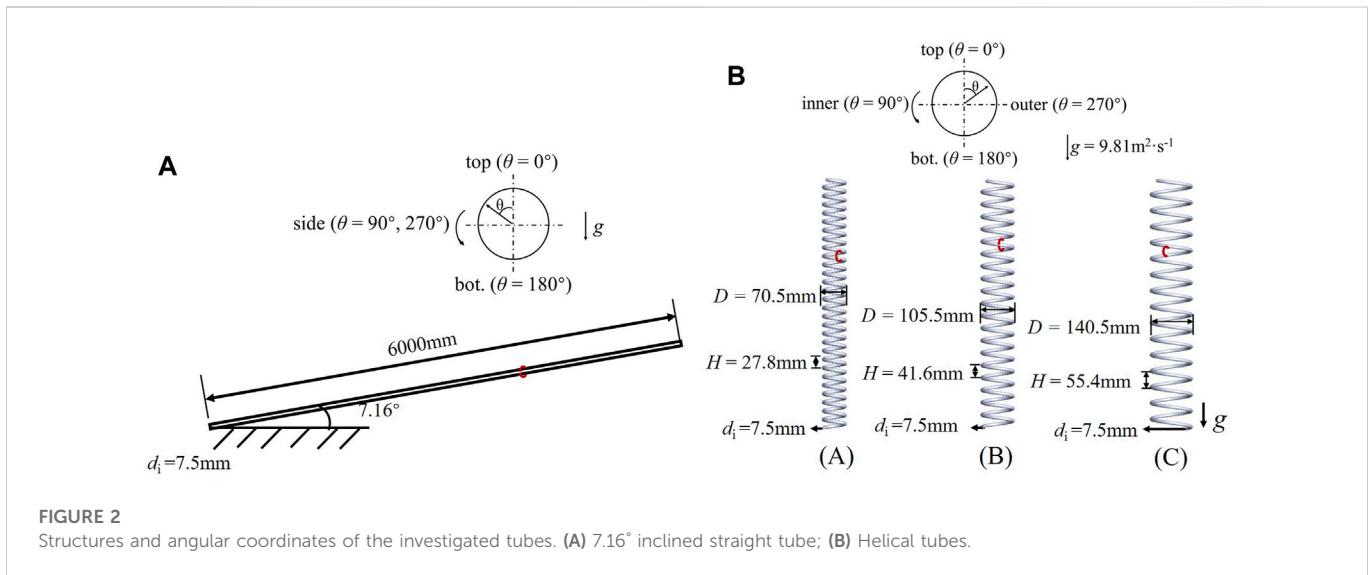 A
top (θ = 0°)
θ
side (θ = 90°, 270°)
g
bot. (θ = 180°)
6000mm
7.16°
dᵢ=7.5mm
B
top (θ = 0°)
θ
inner (θ = 90°)
outer (θ = 270°)
bot. (θ = 180°)
g = 9.81m²·s⁻¹
D = 70.5mm
D = 105.5mm
D = 140.5mm
H = 27.8mm
H = 41.6mm
H = 55.4mm
dᵢ=7.5mm
dᵢ=7.5mm
dᵢ=7.5mm
g
(A)
(B)
(C)
FIGURE 2
Structures and angular coordinates of the investigated tubes. (A) 7.16° inclined straight tube; (B) Helical tubes.